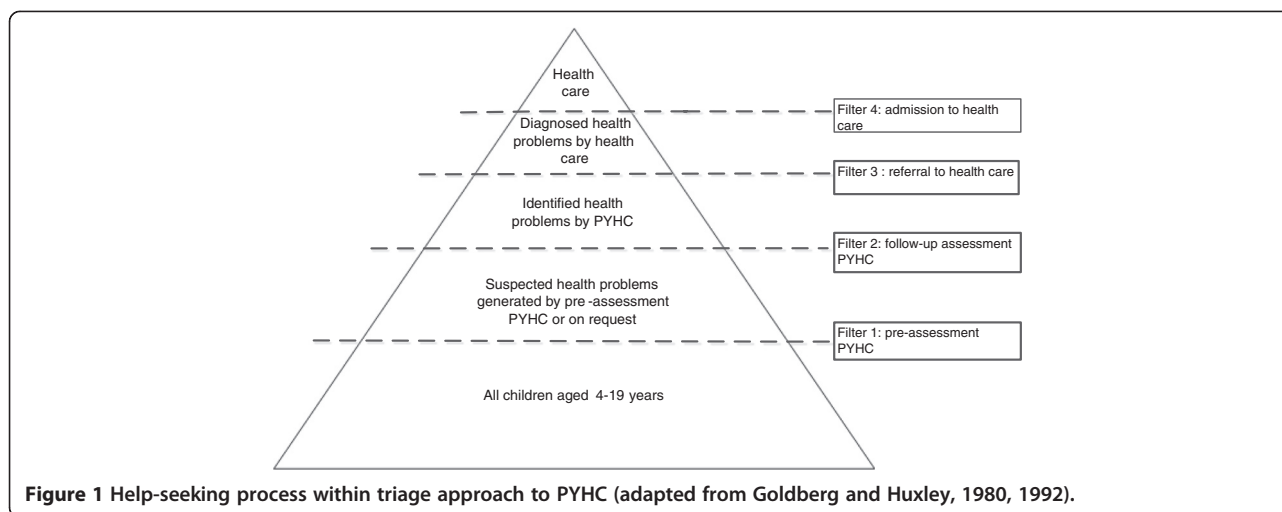 Health
care
Filter 4: admission to health
care
Diagnosed health
problems by health
care
Filter 3 : referral to health care
Identified health
problems by PYHC
Filter 2: follow-up assessment
PYHC
Suspected health problems
generated by pre-assessment
PYHC or on request
Filter 1: pre-assessment
PYHC
All children aged 4-19 years
Figure 1 Help-seeking process within triage approach to PYHC (adapted from Goldberg and Huxley, 1980, 1992).